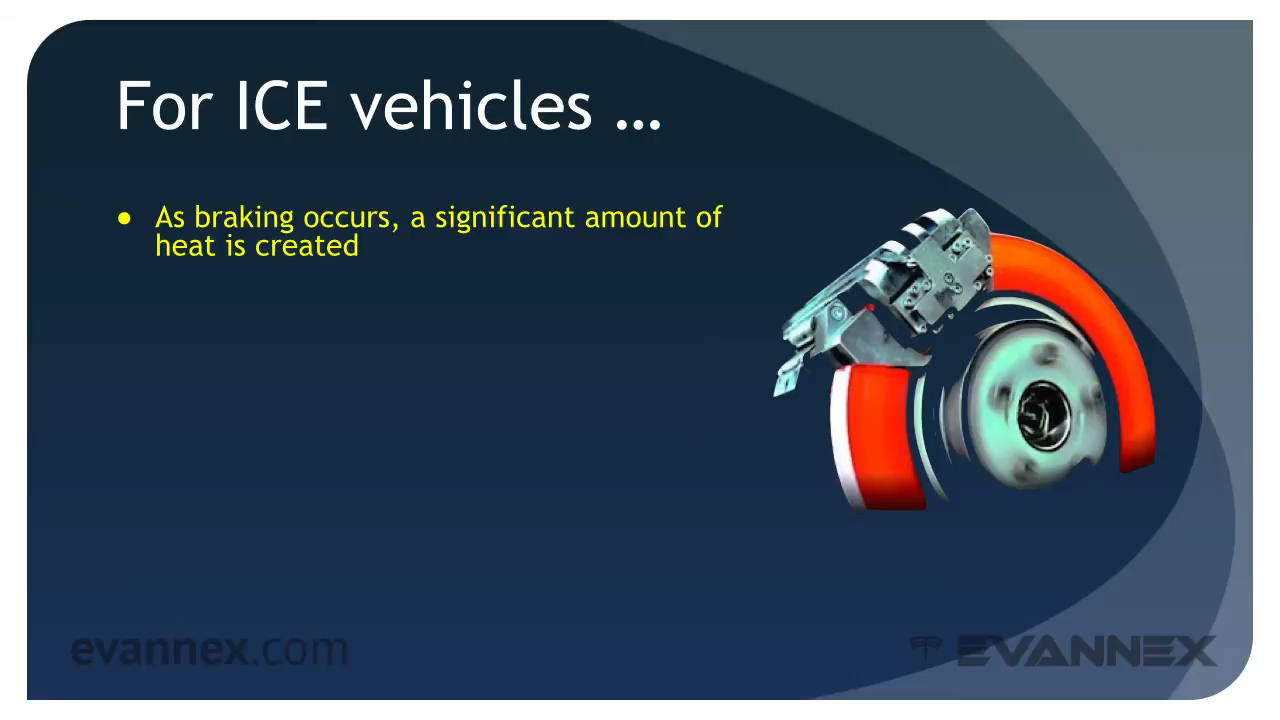 For ICE vehicles …
● As braking occurs, a significant amount of
heat is created
evannex.com
EVANNEX